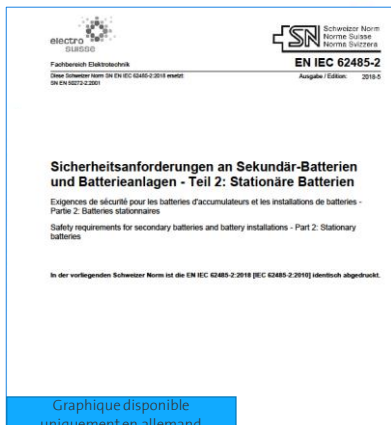 electro
suisse
SN
Schweizer Norm
Norme Suisse
Norma Svizzera
Fachbereich Elektrotechnik
EN IEC 62485-2
Diese Schweizer Norm SN EN IEC 62485-2:2018 ersetzt:
SN EN 50272-2:2001
Ausgabe / Edition: 2018-5
Sicherheitsanforderungen an Sekundär-Batterien
und Batterieanlagen - Teil 2: Stationäre Batterien
Exigences de sécurité pour les batteries d'accumulateurs et les installations de batteries -
Partie 2: Batteries stationnaires
Safety requirements for secondary batteries and battery installations - Part 2: Stationary
batteries
In der vorliegenden Schweizer Norm ist die EN IEC 62485-2:2018 [IEC 62485-2:2010] identisch abgedruckt.
Graphique disponible
uniquement en allemand